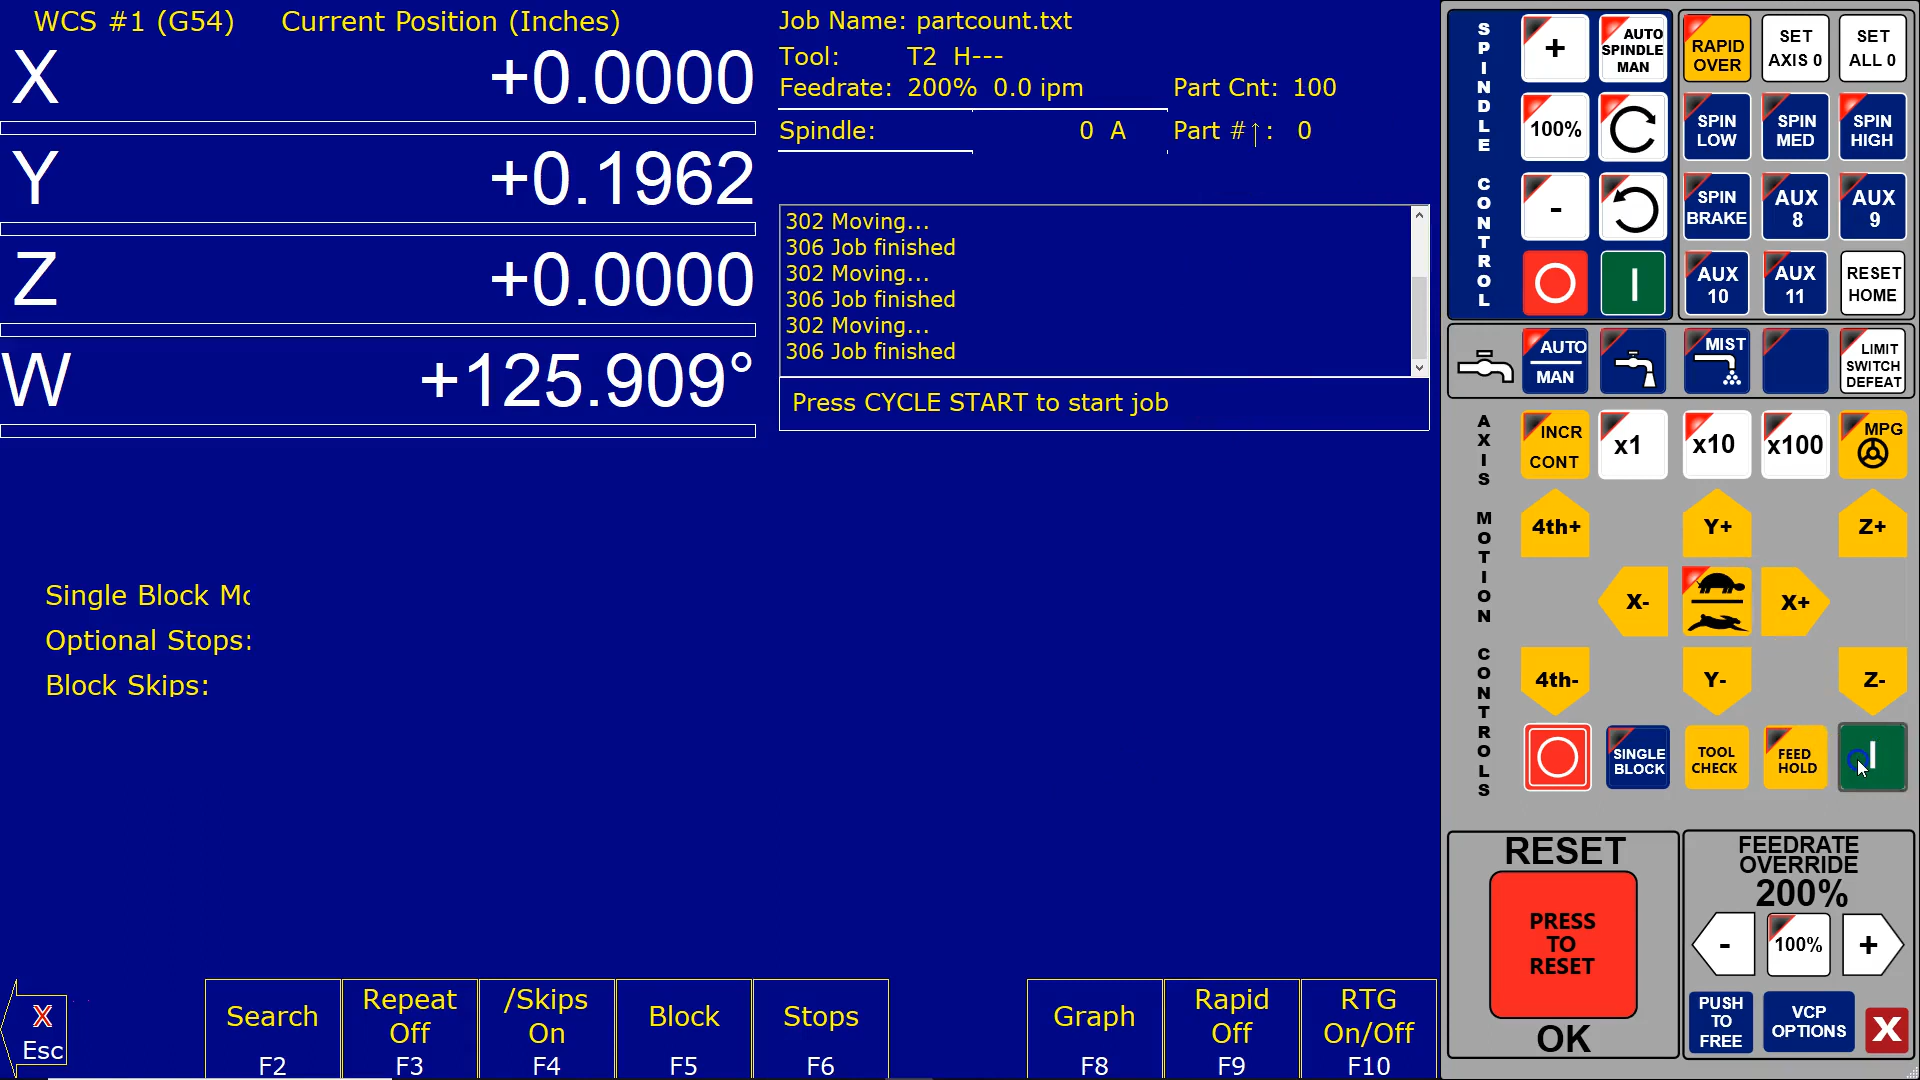 WCS #1 (G54) Current Position (Inches)
X +0.0000
Y +0.1962
Z +0.0000
W +125.909°
Job Name: partcount.txt
Tool: T2 H---
Feedrate: 200% 0.0 ipm Part Cnt: 100
Spindle: 0 A Part #↑: 0
302 Moving...
306 Job finished
302 Moving...
306 Job finished
302 Moving...
306 Job finished
Press CYCLE START to start job
Single Block Mo
Optional Stops:
Block Skips:
X
Esc
Search
F2
Repeat
Off
F3
/Skips
On
F4
Block
F5
Stops
F6
Graph
F8
Rapid
Off
F9
RTG
On/Off
F10
SPINDLE CONTROL
+
AUTO
SPINDLE
MAN
100%
-
RAPID
OVER
SET
AXIS 0
SET
ALL 0
SPIN
LOW
SPIN
MED
SPIN
HIGH
SPIN
BRAKE
AUX
8
AUX
9
AUX
10
AUX
11
RESET
HOME
AUTO
MAN
MIST
LIMIT
SWITCH
DEFEAT
AXIS MOTION CONTROLS
INCR
CONT
x1
x10
x100
MPG
4th+
Y+
Z+
X-
X+
4th-
Y-
Z-
SINGLE
BLOCK
TOOL
CHECK
FEED
HOLD
RESET
PRESS
TO
RESET
OK
FEEDRATE
OVERRIDE
200%
-
100%
+
PUSH
TO
FREE
VCP
OPTIONS
X